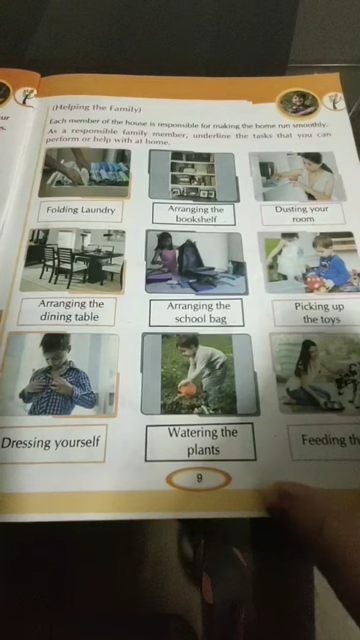 (Helping the Family)
Each member of the house is responsible for making the home run smoothly.
As a responsible family member, underline the tasks that you can
perform or help with at home.
Folding Laundry
Arranging the
bookshelf
Dusting your
room
Arranging the
dining table
Arranging the
school bag
Picking up
the toys
Dressing yourself
Watering the
plants
Feeding th
9